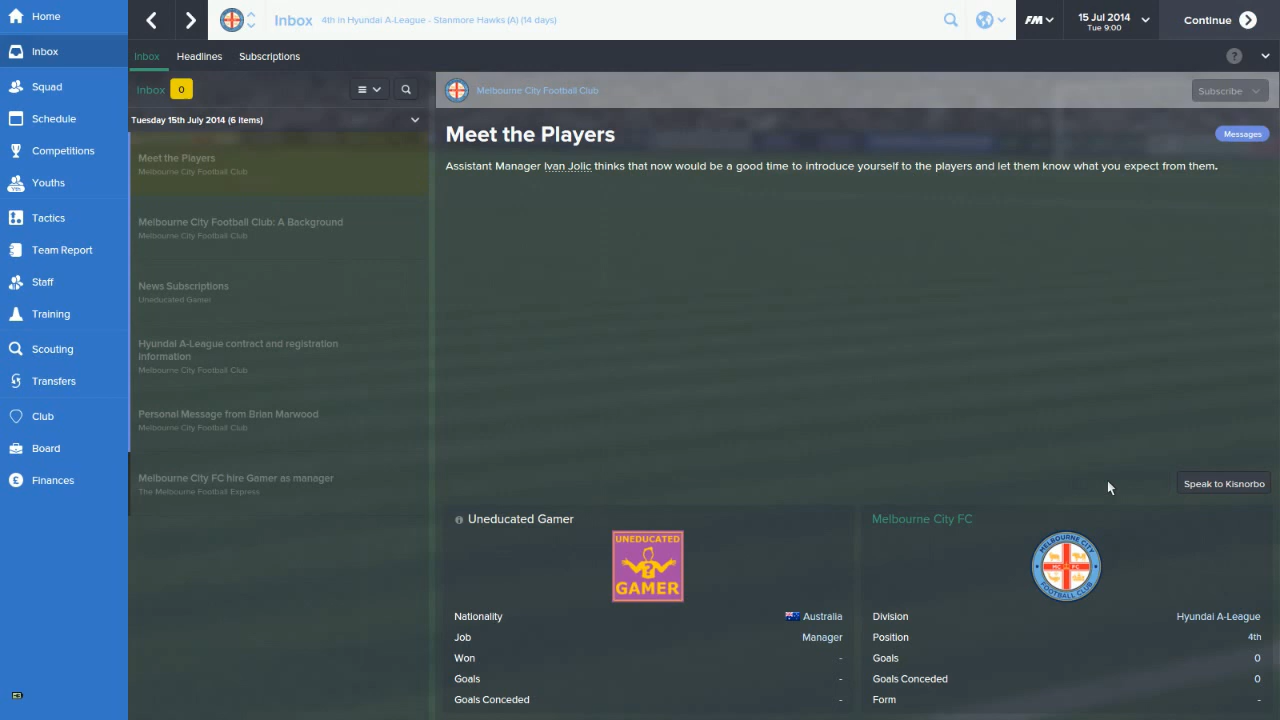 Home
Inbox
Squad
Schedule
Competitions
Youths
Tactics
Team Report
Staff
Training
Scouting
Transfers
Club
Board
Finances
Inbox 4th in Hyundai A-League - Stanmore Hawks (A) (14 days)
FM
15 Jul 2014
Tue 9:00
Continue
Inbox Headlines Subscriptions
?
Inbox 0
Tuesday 15th July 2014 (6 items)
Meet the Players
Melbourne City Football Club
Melbourne City Football Club: A Background
Melbourne City Football Club
News Subscriptions
Uneducated Gamer
Hyundai A-League contract and registration
information
Melbourne City Football Club
Personal Message from Brian Marwood
Melbourne City Football Club
Melbourne City FC hire Gamer as manager
The Melbourne Football Express
Melbourne City Football Club
Subscribe
Meet the Players
Messages
Assistant Manager Ivan Jolic thinks that now would be a good time to introduce yourself to the players and let them know what you expect from them.
Speak to Kisnorbo
Uneducated Gamer
UNEDUCATED
?
GAMER
Nationality Australia
Job Manager
Won -
Goals -
Goals Conceded -
Melbourne City FC
MELBOURNE CITY
MC FC
FOOTBALL CLUB
Division Hyundai A-League
Position 4th
Goals 0
Goals Conceded 0
Form -